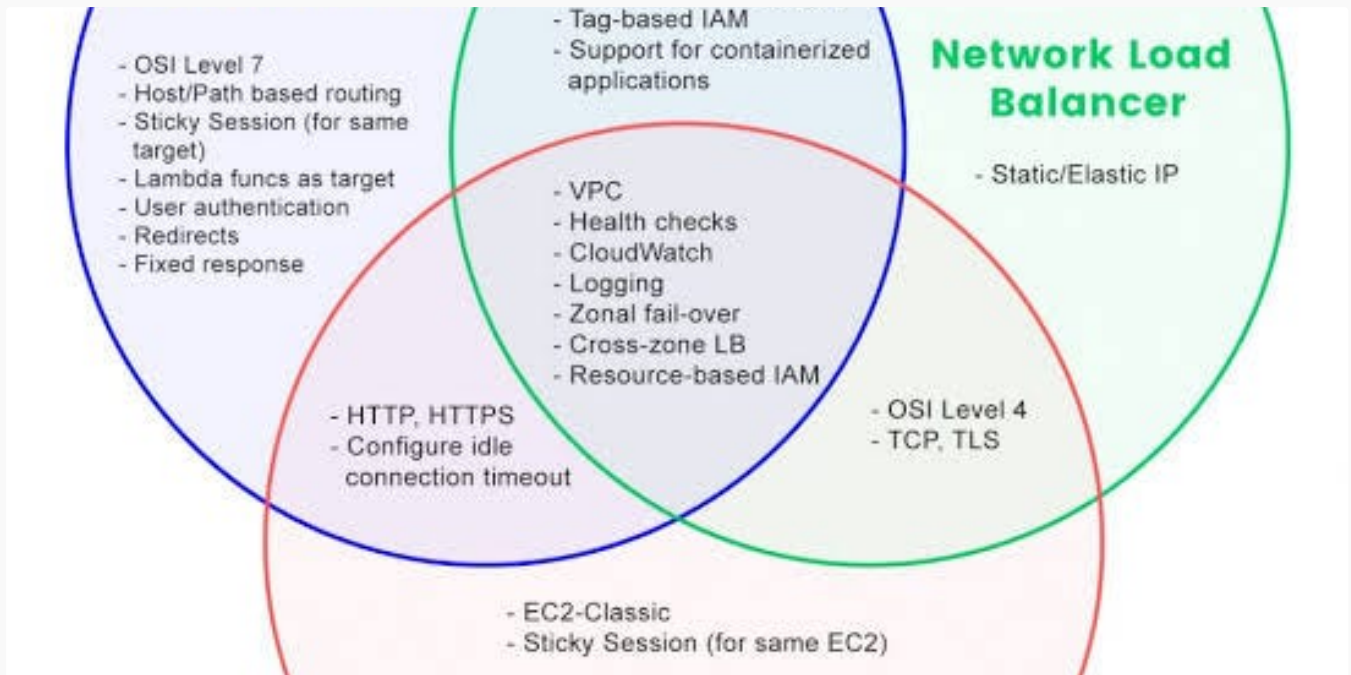 - Tag-based IAM
- Support for containerized
applications
Network Load
Balancer
- OSI Level 7
- Host/Path based routing
- Sticky Session (for same
target)
- Lambda funcs as target
- User authentication
- Redirects
- Fixed response
- Static/Elastic IP
- VPC
- Health checks
- CloudWatch
- Logging
- Zonal fail-over
- Cross-zone LB
- Resource-based IAM
- HTTP, HTTPS
- Configure idle
connection timeout
- OSI Level 4
- TCP, TLS
- EC2-Classic
- Sticky Session (for same EC2)